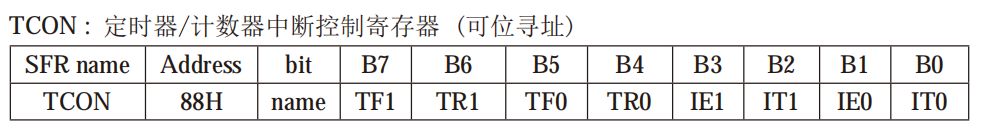 TCON : 定时器/计数器中断控制寄存器 (可位寻址)
SFR name Address bit B7 B6 B5 B4 B3 B2 B1 B0
TCON 88H name TF1 TR1 TF0 TR0 IE1 IT1 IE0 IT0